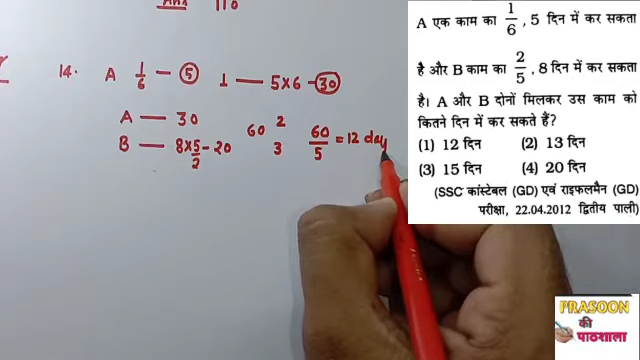 Ans 110
14. A 1/6 — 5 1 — 5×6 — 30
A — 30
B — 8×5/2 — 20
60 2
3
60/5 = 12 day
A एक काम का 1/6, 5 दिन में कर सकता
है और B काम का 2/5, 8 दिन में कर सकता
है। A और B दोनों मिलकर उस काम को
कितने दिन में कर सकते हैं?
(1) 12 दिन (2) 13 दिन
(3) 15 दिन (4) 20 दिन
(SSC कांस्टेबल (GD) एवं राइफलमैन (GD)
परीक्षा, 22.04.2012 द्वितीय पाली)
PRASOON
की
पाठशाला